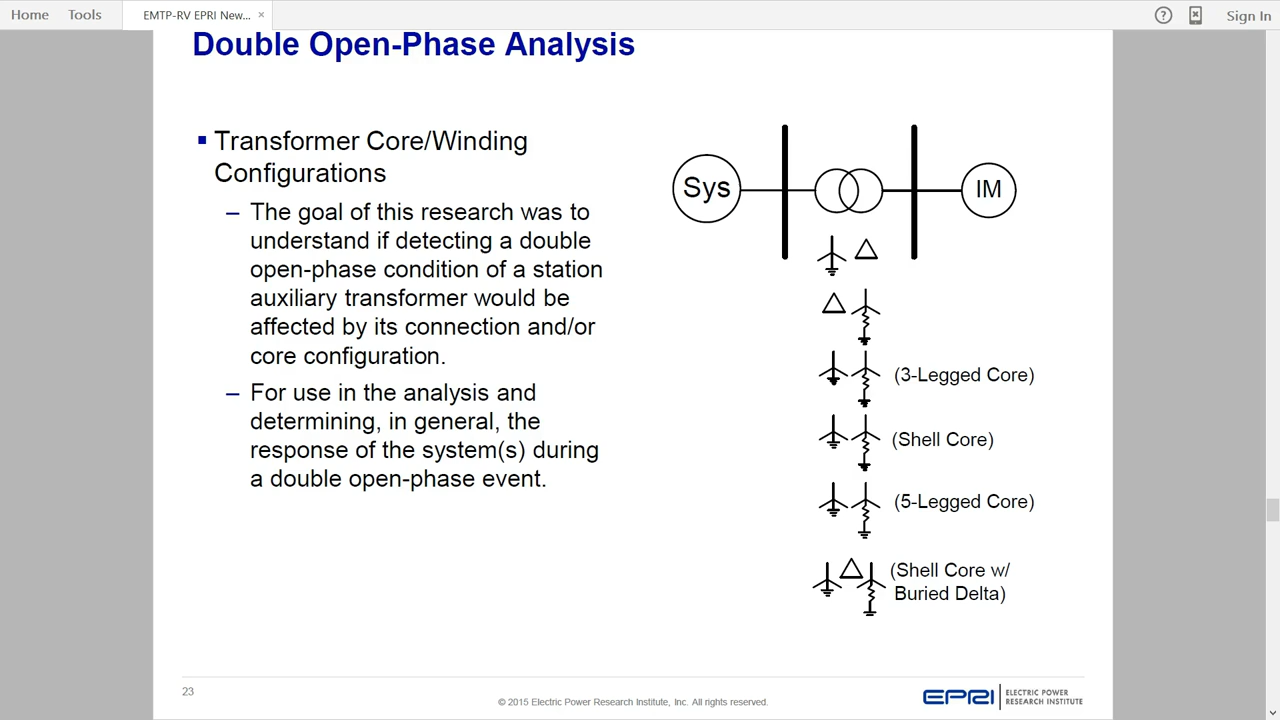 Home Tools EMTP-RV EPRI New... × Sign In
Double Open-Phase Analysis
Transformer Core/Winding
Configurations
– The goal of this research was to
understand if detecting a double
open-phase condition of a station
auxiliary transformer would be
affected by its connection and/or
core configuration.
– For use in the analysis and
determining, in general, the
response of the system(s) during
a double open-phase event.
Sys
IM
(3-Legged Core)
(Shell Core)
(5-Legged Core)
(Shell Core w/
Buried Delta)
23
© 2015 Electric Power Research Institute, Inc. All rights reserved.
EPRI
ELECTRIC POWER
RESEARCH INSTITUTE